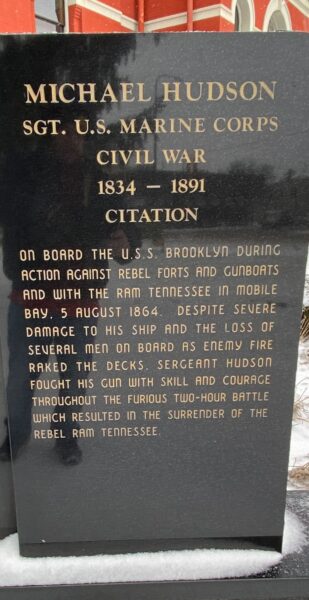 MICHAEL HUDSON
SGT. U.S. MARINE CORPS
CIVIL WAR
1834 – 1891
CITATION
ON BOARD THE U.S.S. BROOKLYN DURING
ACTION AGAINST REBEL FORTS AND GUNBOATS
AND WITH THE RAM TENNESSEE IN MOBILE
BAY, 5 AUGUST 1864. DESPITE SEVERE
DAMAGE TO HIS SHIP AND THE LOSS OF
SEVERAL MEN ON BOARD AS ENEMY FIRE
RAKED THE DECKS, SERGEANT HUDSON
FOUGHT HIS GUN WITH SKILL AND COURAGE
THROUGHOUT THE FURIOUS TWO-HOUR BATTLE
WHICH RESULTED IN THE SURRENDER OF THE
REBEL RAM TENNESSEE.